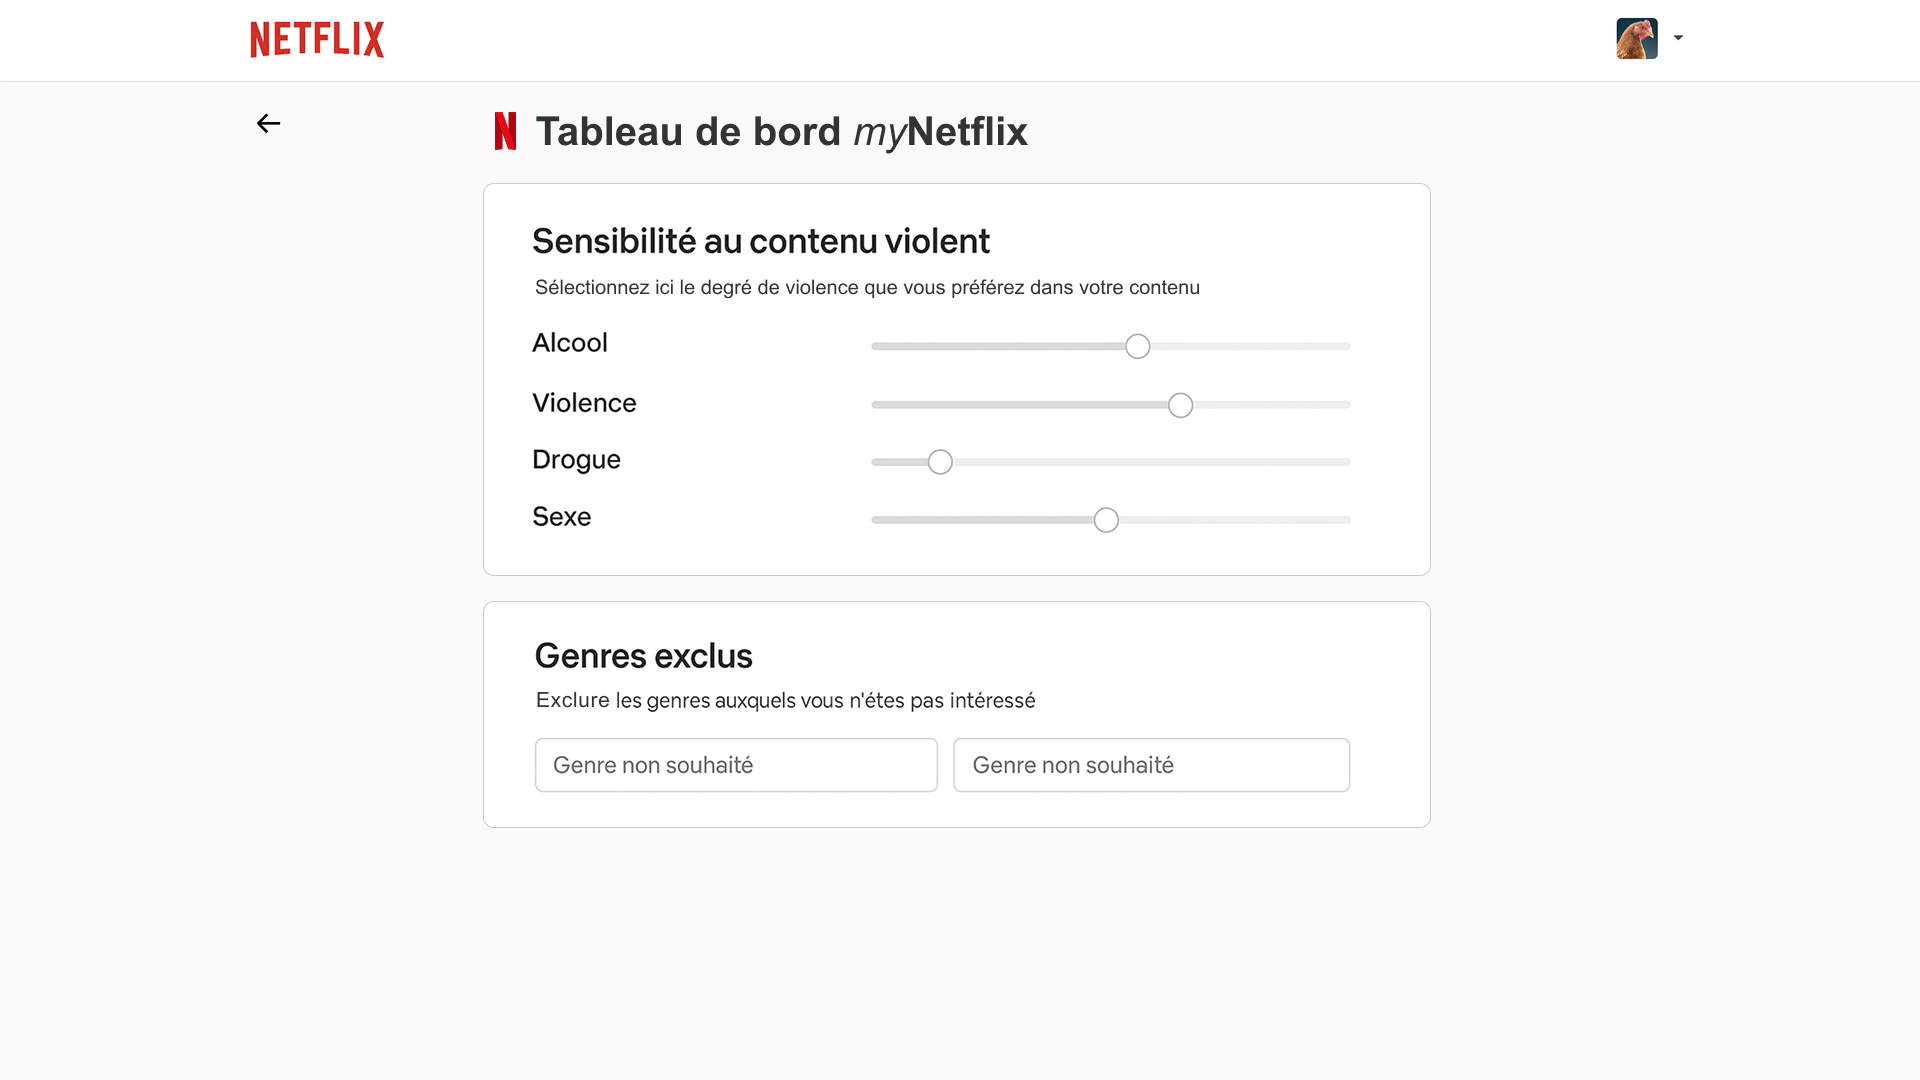 NETFLIX
Tableau de bord myNetflix
Sensibilité au contenu violent
Sélectionnez ici le degré de violence que vous préférez dans votre contenu
Alcool
Violence
Drogue
Sexe
Genres exclus
Exclure les genres auxquels vous n'étes pas intéressé
Genre non souhaité
Genre non souhaité